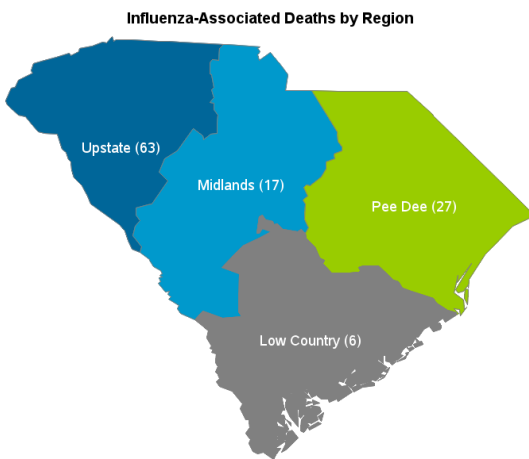 Influenza-Associated Deaths by Region
Upstate (63)
Midlands (17)
Pee Dee (27)
Low Country (6)